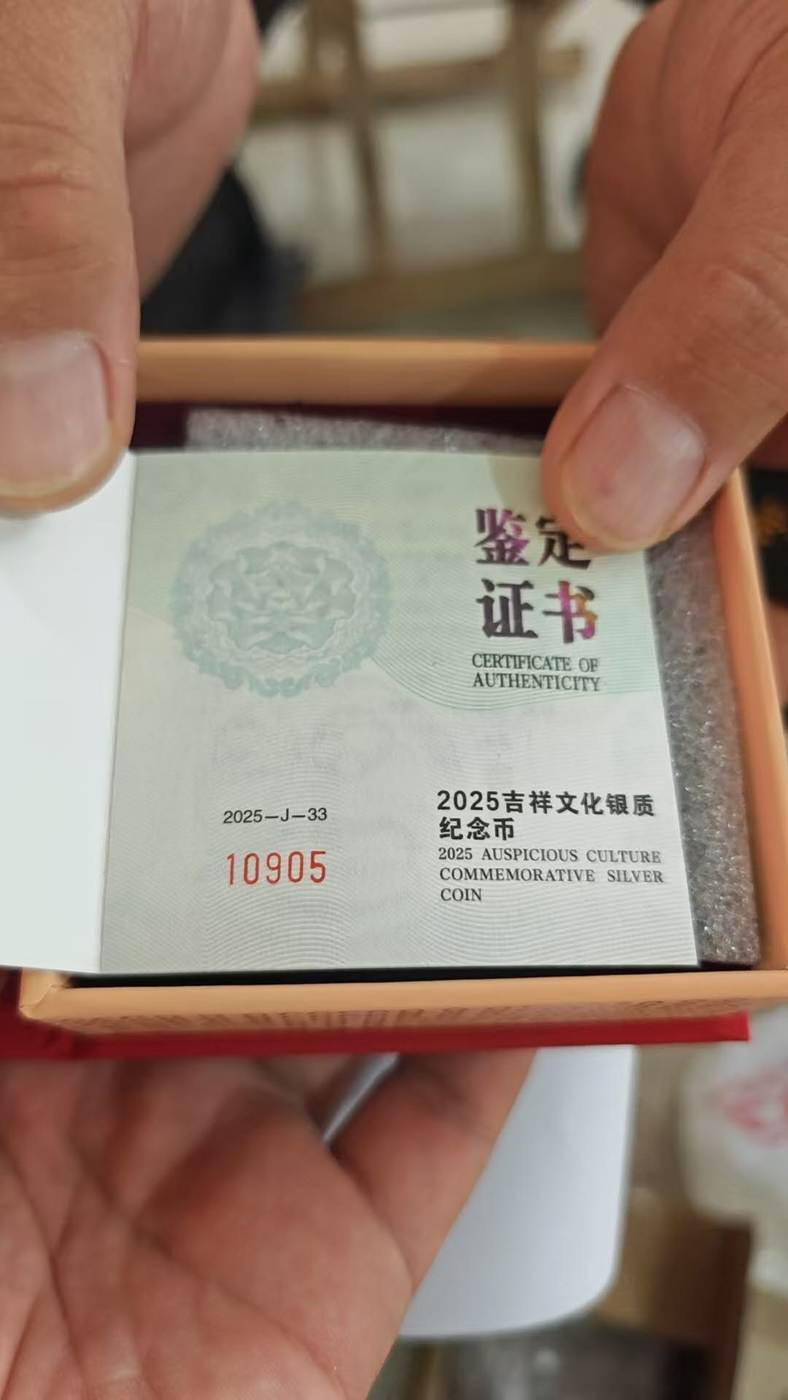 鉴定
证书
CERTIFICATE OF
AUTHENTICITY
2025—J—33
10905
2025吉祥文化银质
纪念币
2025 AUSPICIOUS CULTURE
COMMEMORATIVE SILVER
COIN